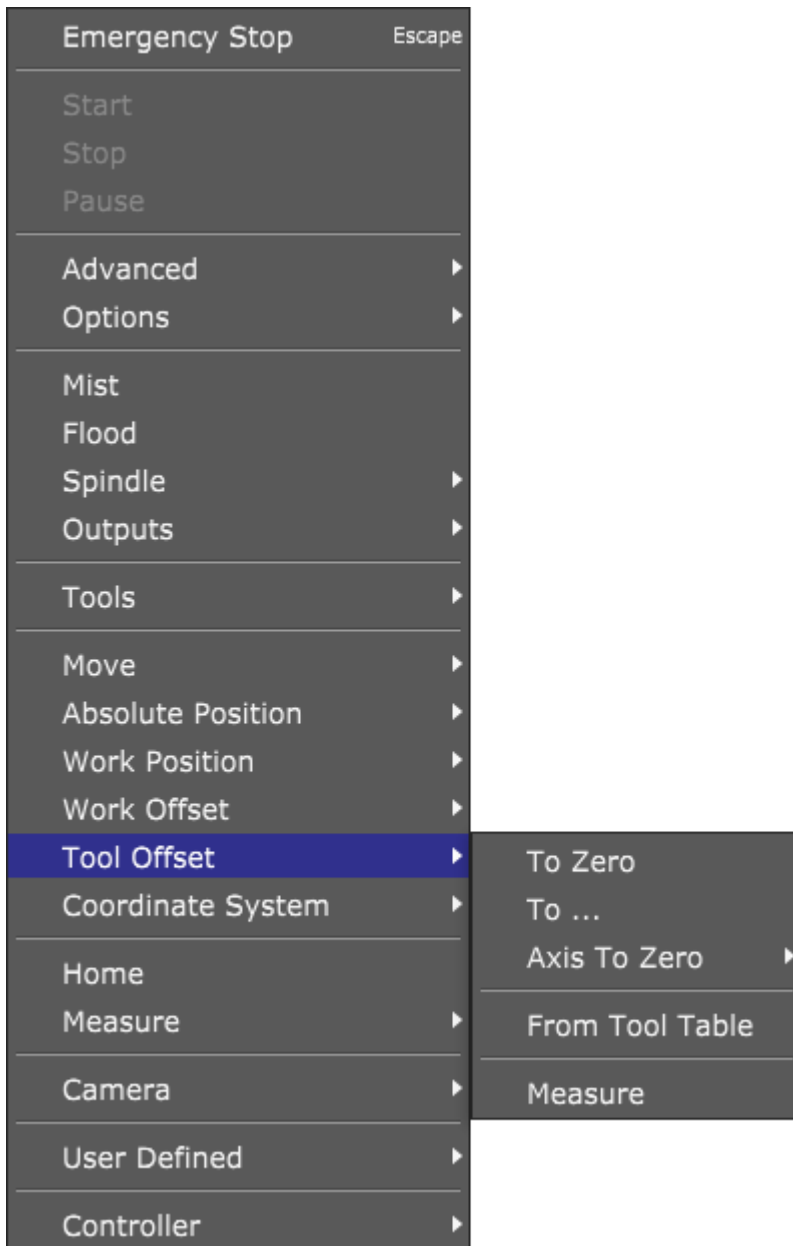 Emergency Stop Escape
Start
Stop
Pause
Advanced
Options
Mist
Flood
Spindle
Outputs
Tools
Move
Absolute Position
Work Position
Work Offset
Tool Offset
Coordinate System
Home
Measure
Camera
User Defined
Controller
To Zero
To ...
Axis To Zero
From Tool Table
Measure